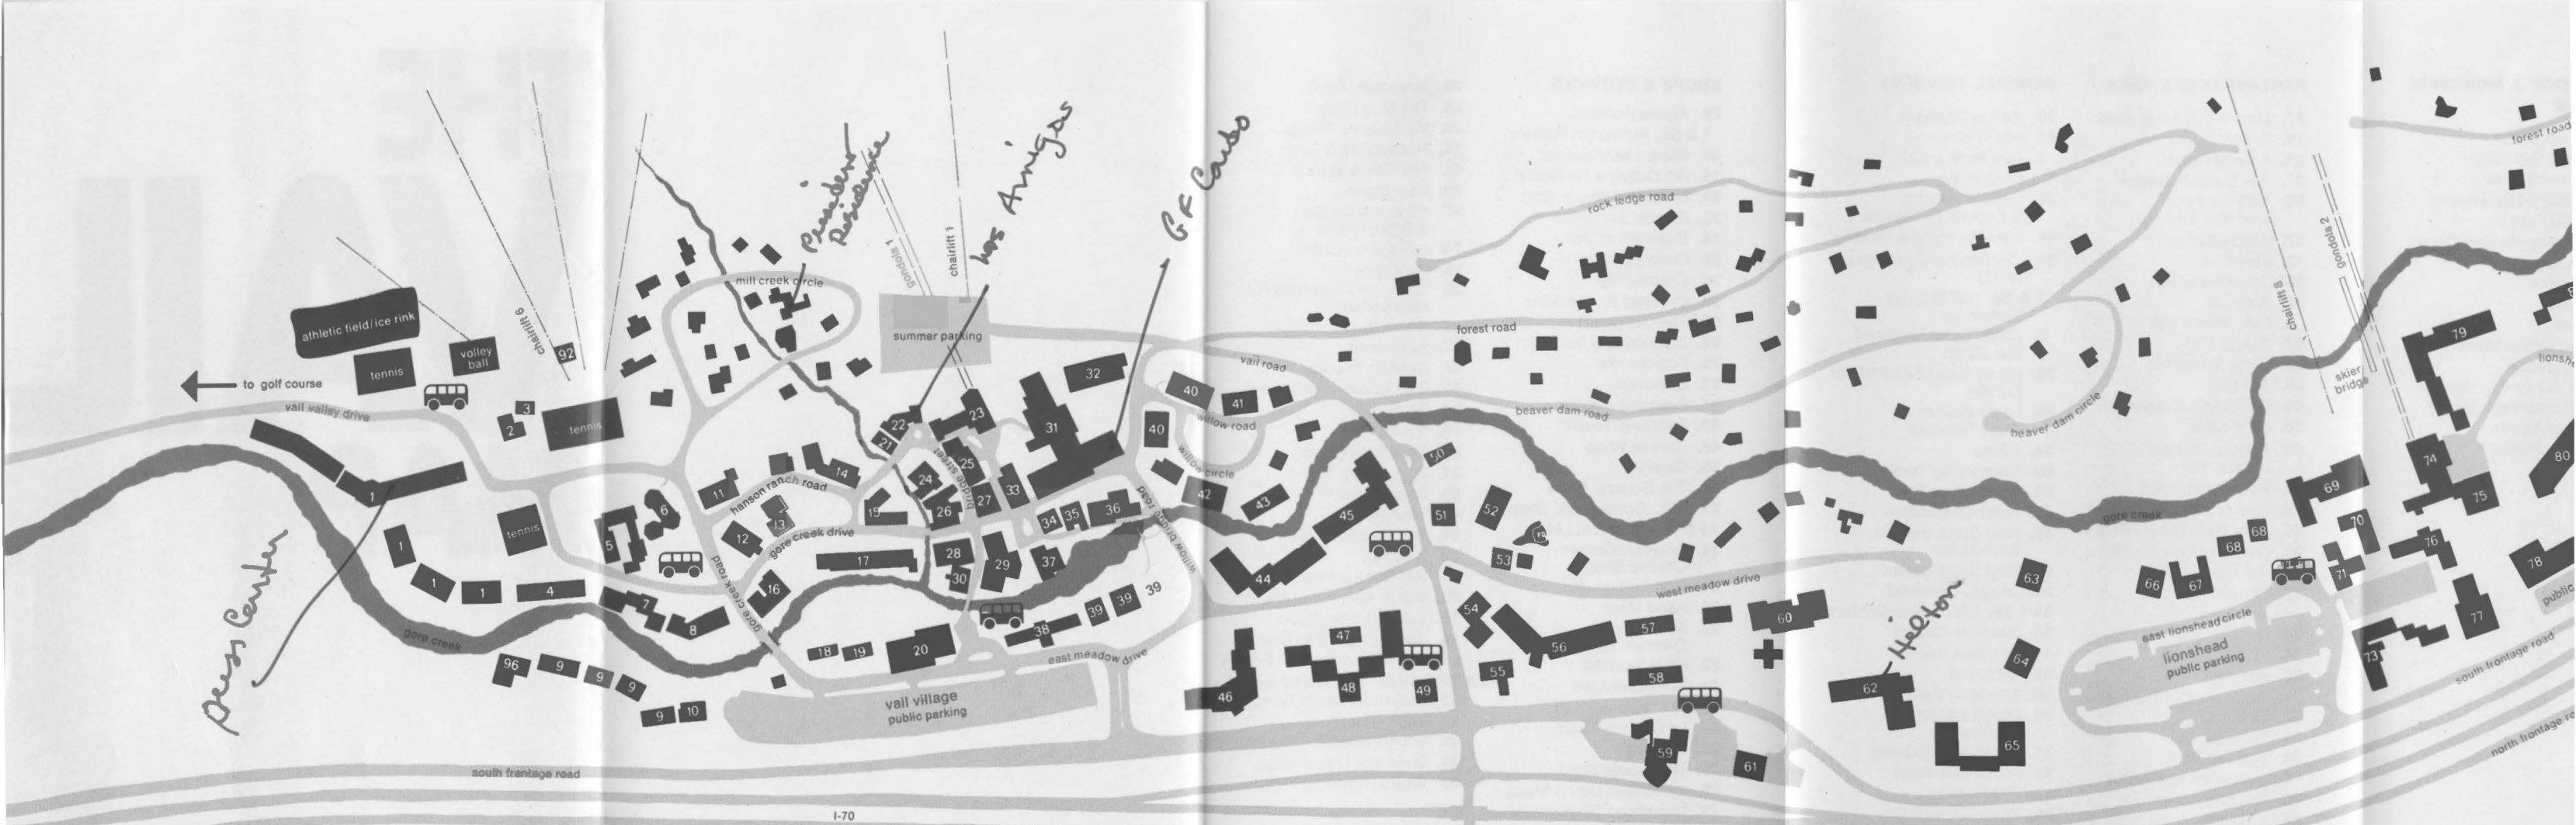 rock ledge road
forest road
President
Residence
Los Amigos
G F Condo
gondola 1
chairlift 1
gondola 2
chairlift 8
chairlift 6
mill creek circle
athletic field/ice rink
volley
ball
tennis
92
summer parking
forest road
vail road
79
to golf course
vail valley drive
3
2
tennis
22
21
23
31
32
40
41
willow road
40
willow circle
beaver dam road
beaver dam circle
skier
bridge
1
11
14
hanson ranch road
24
25
bridge street
27
33
42
43
50
74
80
tennis
5
6
12
13
15
26
34
35
36
willow bridge road
45
51
52
gore creek
69
75
gore creek drive
17
28
29
30
37
44
53
west meadow drive
63
68
68
70
76
78
1
1
1
4
gore creek road
16
39
39
39
66
67
71
Press Center
gore creek
7
8
38
54
56
57
60
Hilton
east lionshead circle
77
96
9
9
9
18
19
20
east meadow drive
47
55
64
lionshead
public parking
73
public
south frontage road
9
10
vail village
public parking
46
48
49
58
62
59
61
65
north frontage ro
south frontage road
I-70